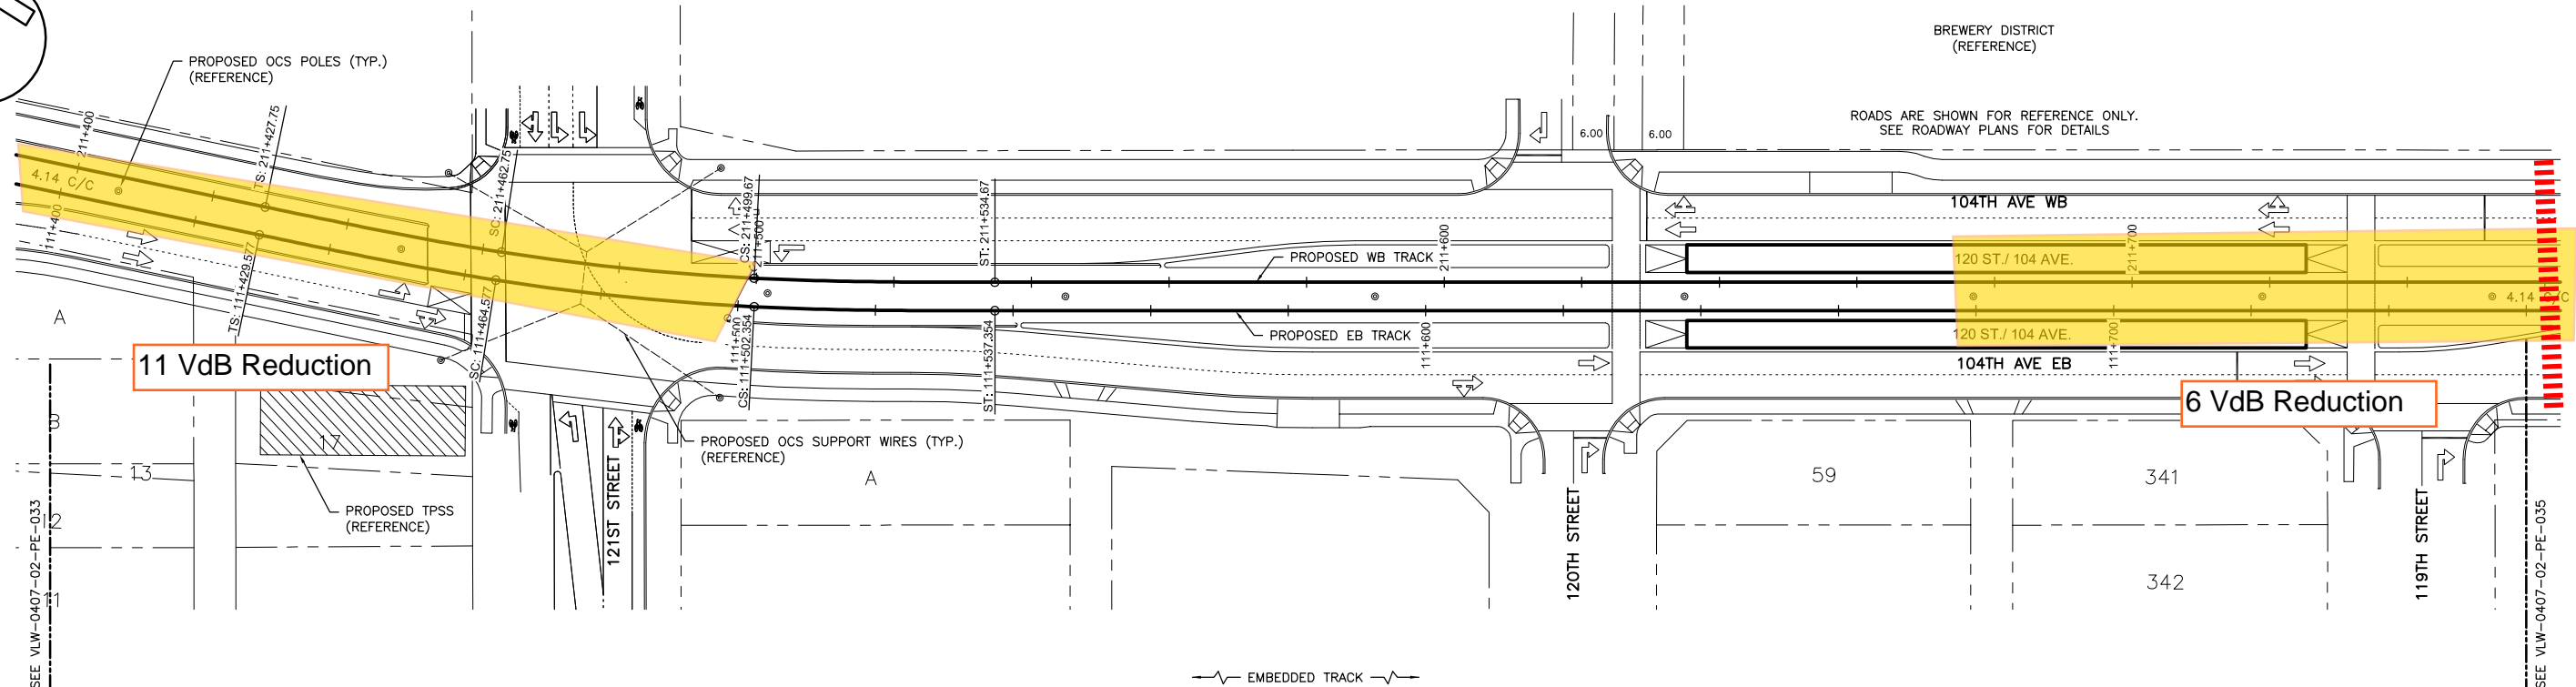 BREWERY DISTRICT
(REFERENCE)
PROPOSED OCS POLES (TYP.)
(REFERENCE)
ROADS ARE SHOWN FOR REFERENCE ONLY.
SEE ROADWAY PLANS FOR DETAILS
6.00
6.00
211+400
TS: 211+427.75
SC: 211+462.75
CS: 211+499.67
211+500
ST: 211+534.67
211+600
211+700
4.14 C/C
104TH AVE WB
PROPOSED WB TRACK
120 ST./ 104 AVE.
4.14 C/C
111+400
TS: 111+429.577
SC: 111+464.577
111+500
CS: 111+502.354
ST: 111+537.354
111+600
111+700
PROPOSED EB TRACK
120 ST./ 104 AVE.
104TH AVE EB
A
11 VdB Reduction
6 VdB Reduction
8
17
13
12
11
PROPOSED TPSS
(REFERENCE)
PROPOSED OCS SUPPORT WIRES (TYP.)
(REFERENCE)
A
59
341
342
121ST STREET
120TH STREET
119TH STREET
SEE VLW-0407-02-PE-033
SEE VLW-0407-02-PE-035
EMBEDDED TRACK